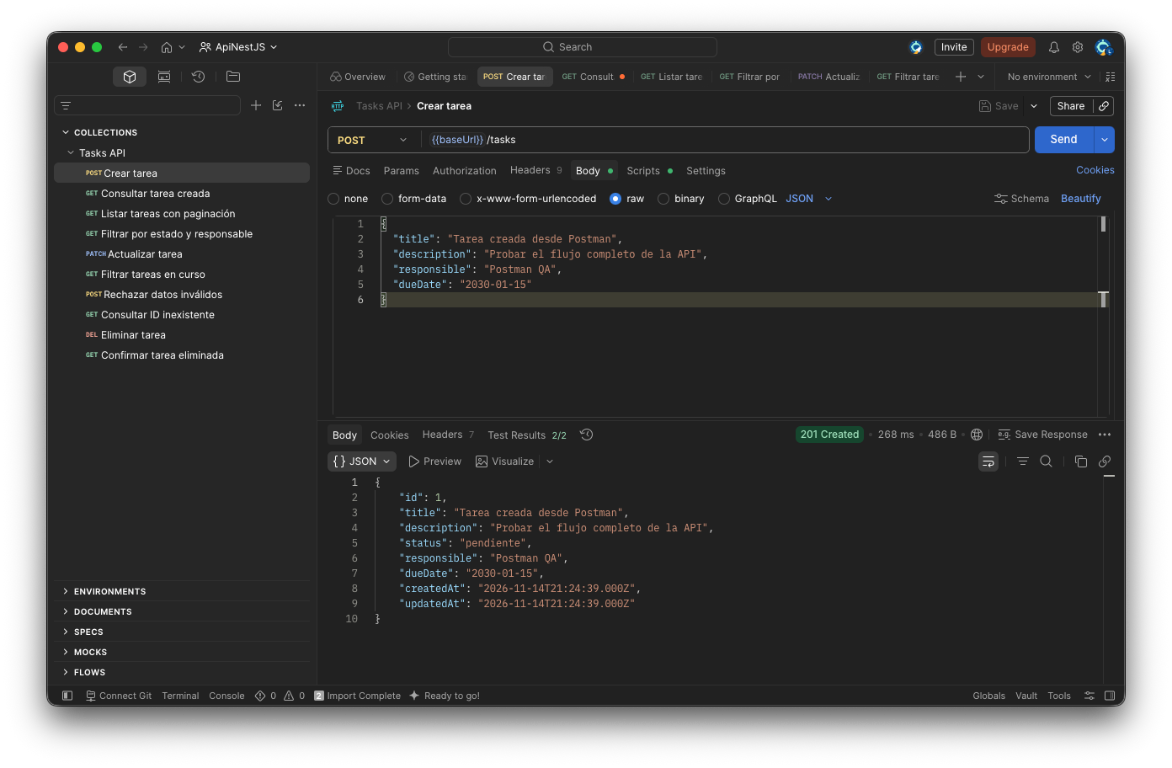 ApiNestJS
Search
Invite
Upgrade
Overview
Getting sta
POST Crear tar
GET Consult
GET Listar tare
GET Filtrar por
PATCH Actualiz
GET Filtrar tare
No environment
Tasks API > Crear tarea
Save
Share
COLLECTIONS
Tasks API
POST Crear tarea
GET Consultar tarea creada
GET Listar tareas con paginación
GET Filtrar por estado y responsable
PATCH Actualizar tarea
GET Filtrar tareas en curso
POST Rechazar datos inválidos
GET Consultar ID inexistente
DEL Eliminar tarea
GET Confirmar tarea eliminada
ENVIRONMENTS
DOCUMENTS
SPECS
MOCKS
FLOWS
POST
{{baseUrl}} /tasks
Send
Docs Params Authorization Headers 9 Body Scripts Settings Cookies
none form-data x-www-form-urlencoded raw binary GraphQL JSON Schema Beautify
1 {
2 "title": "Tarea creada desde Postman",
3 "description": "Probar el flujo completo de la API",
4 "responsible": "Postman QA",
5 "dueDate": "2030-01-15"
6 }
Body Cookies Headers 7 Test Results 2/2 201 Created 268 ms 486 B e.g. Save Response
{} JSON Preview Visualize
1 {
2 "id": 1,
3 "title": "Tarea creada desde Postman",
4 "description": "Probar el flujo completo de la API",
5 "status": "pendiente",
6 "responsible": "Postman QA",
7 "dueDate": "2030-01-15",
8 "createdAt": "2026-11-14T21:24:39.000Z",
9 "updatedAt": "2026-11-14T21:24:39.000Z"
10 }
Connect Git Terminal Console 0 0 2 Import Complete Ready to go! Globals Vault Tools